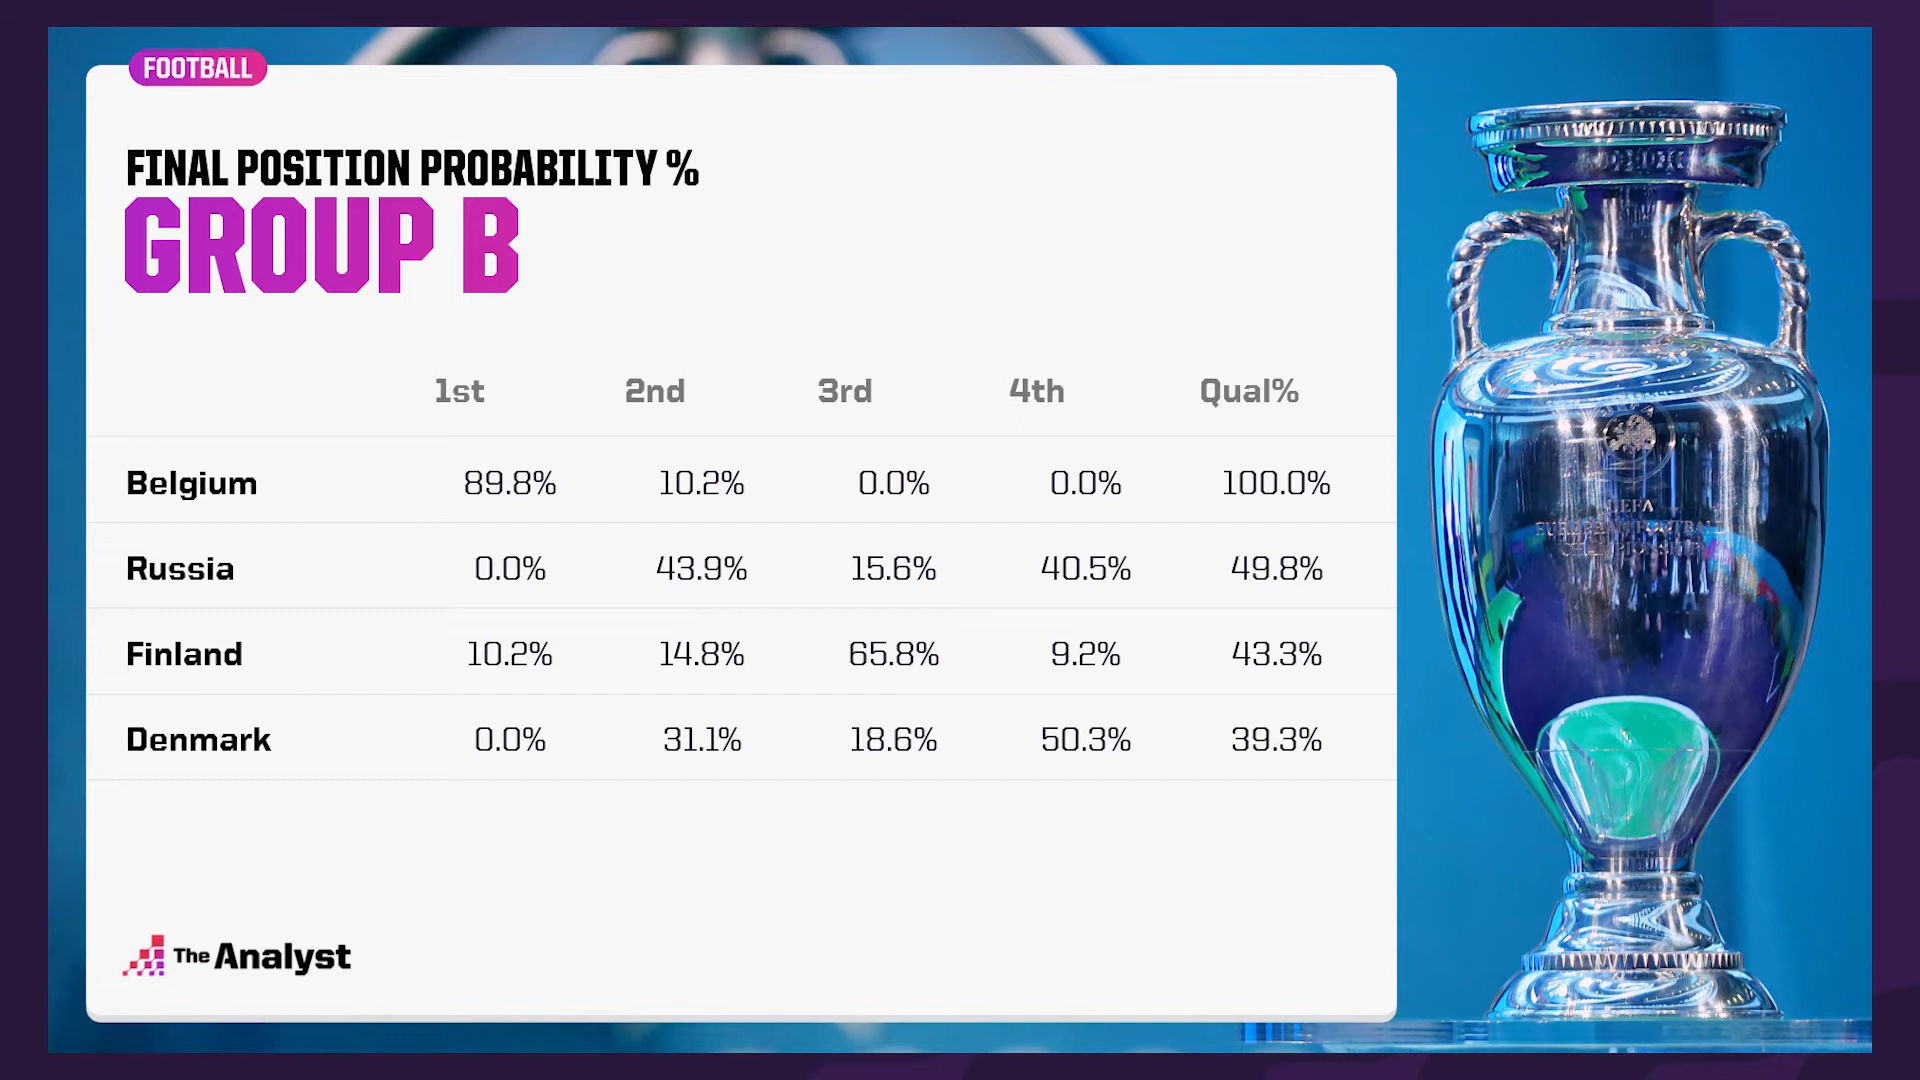 FOOTBALL
FINAL POSITION PROBABILITY %
GROUP B
1st 2nd 3rd 4th Qual%
Belgium 89.8% 10.2% 0.0% 0.0% 100.0%
Russia 0.0% 43.9% 15.6% 40.5% 49.8%
Finland 10.2% 14.8% 65.8% 9.2% 43.3%
Denmark 0.0% 31.1% 18.6% 50.3% 39.3%
The Analyst
UEFA